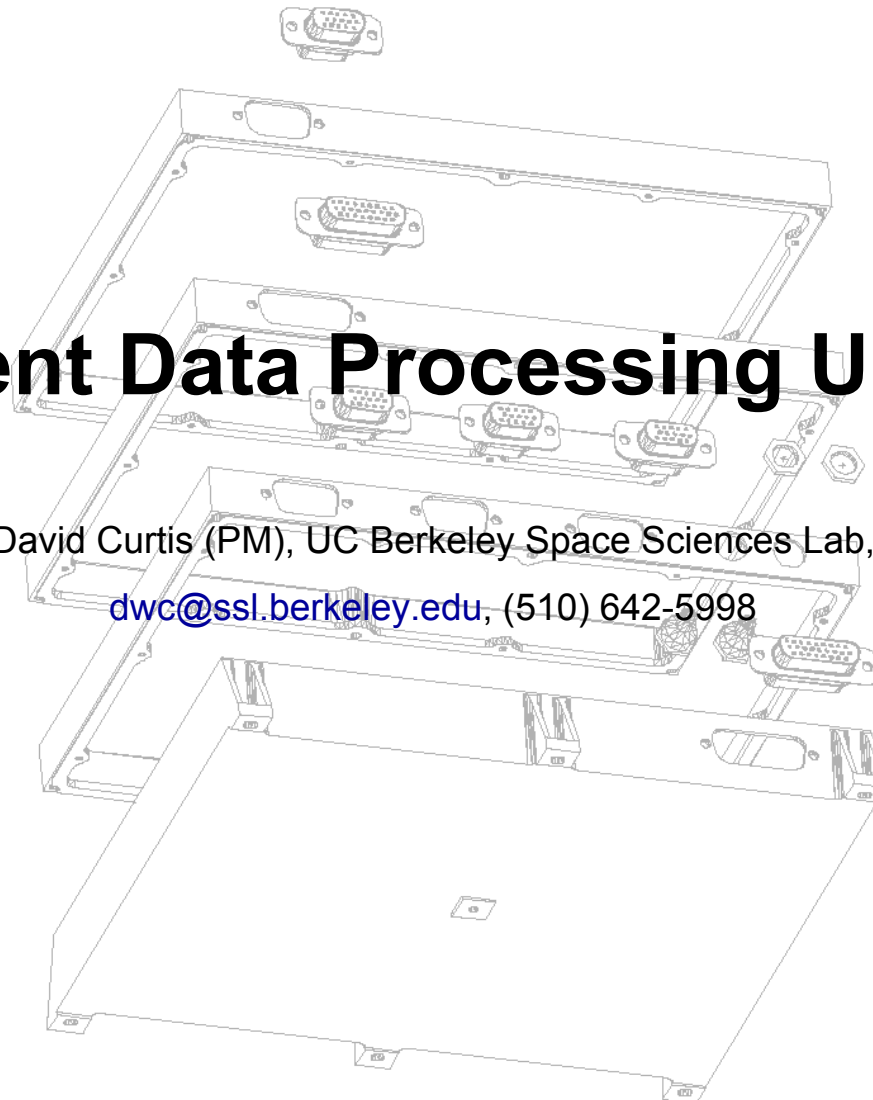 ent Data Processing U
David Curtis (PM), UC Berkeley Space Sciences Lab,
dwc@ssl.berkeley.edu, (510) 642-5998